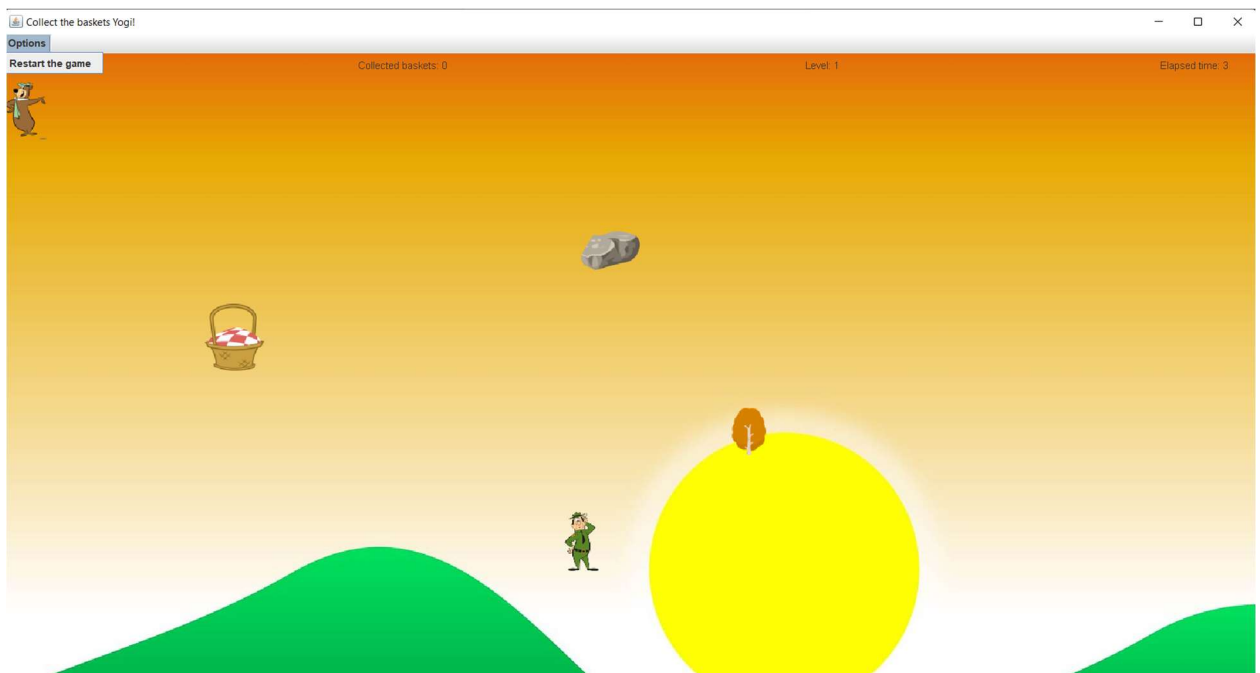 Collect the baskets Yogi!
Options
Restart the game
Collected baskets: 0
Level: 1
Elapsed time: 3